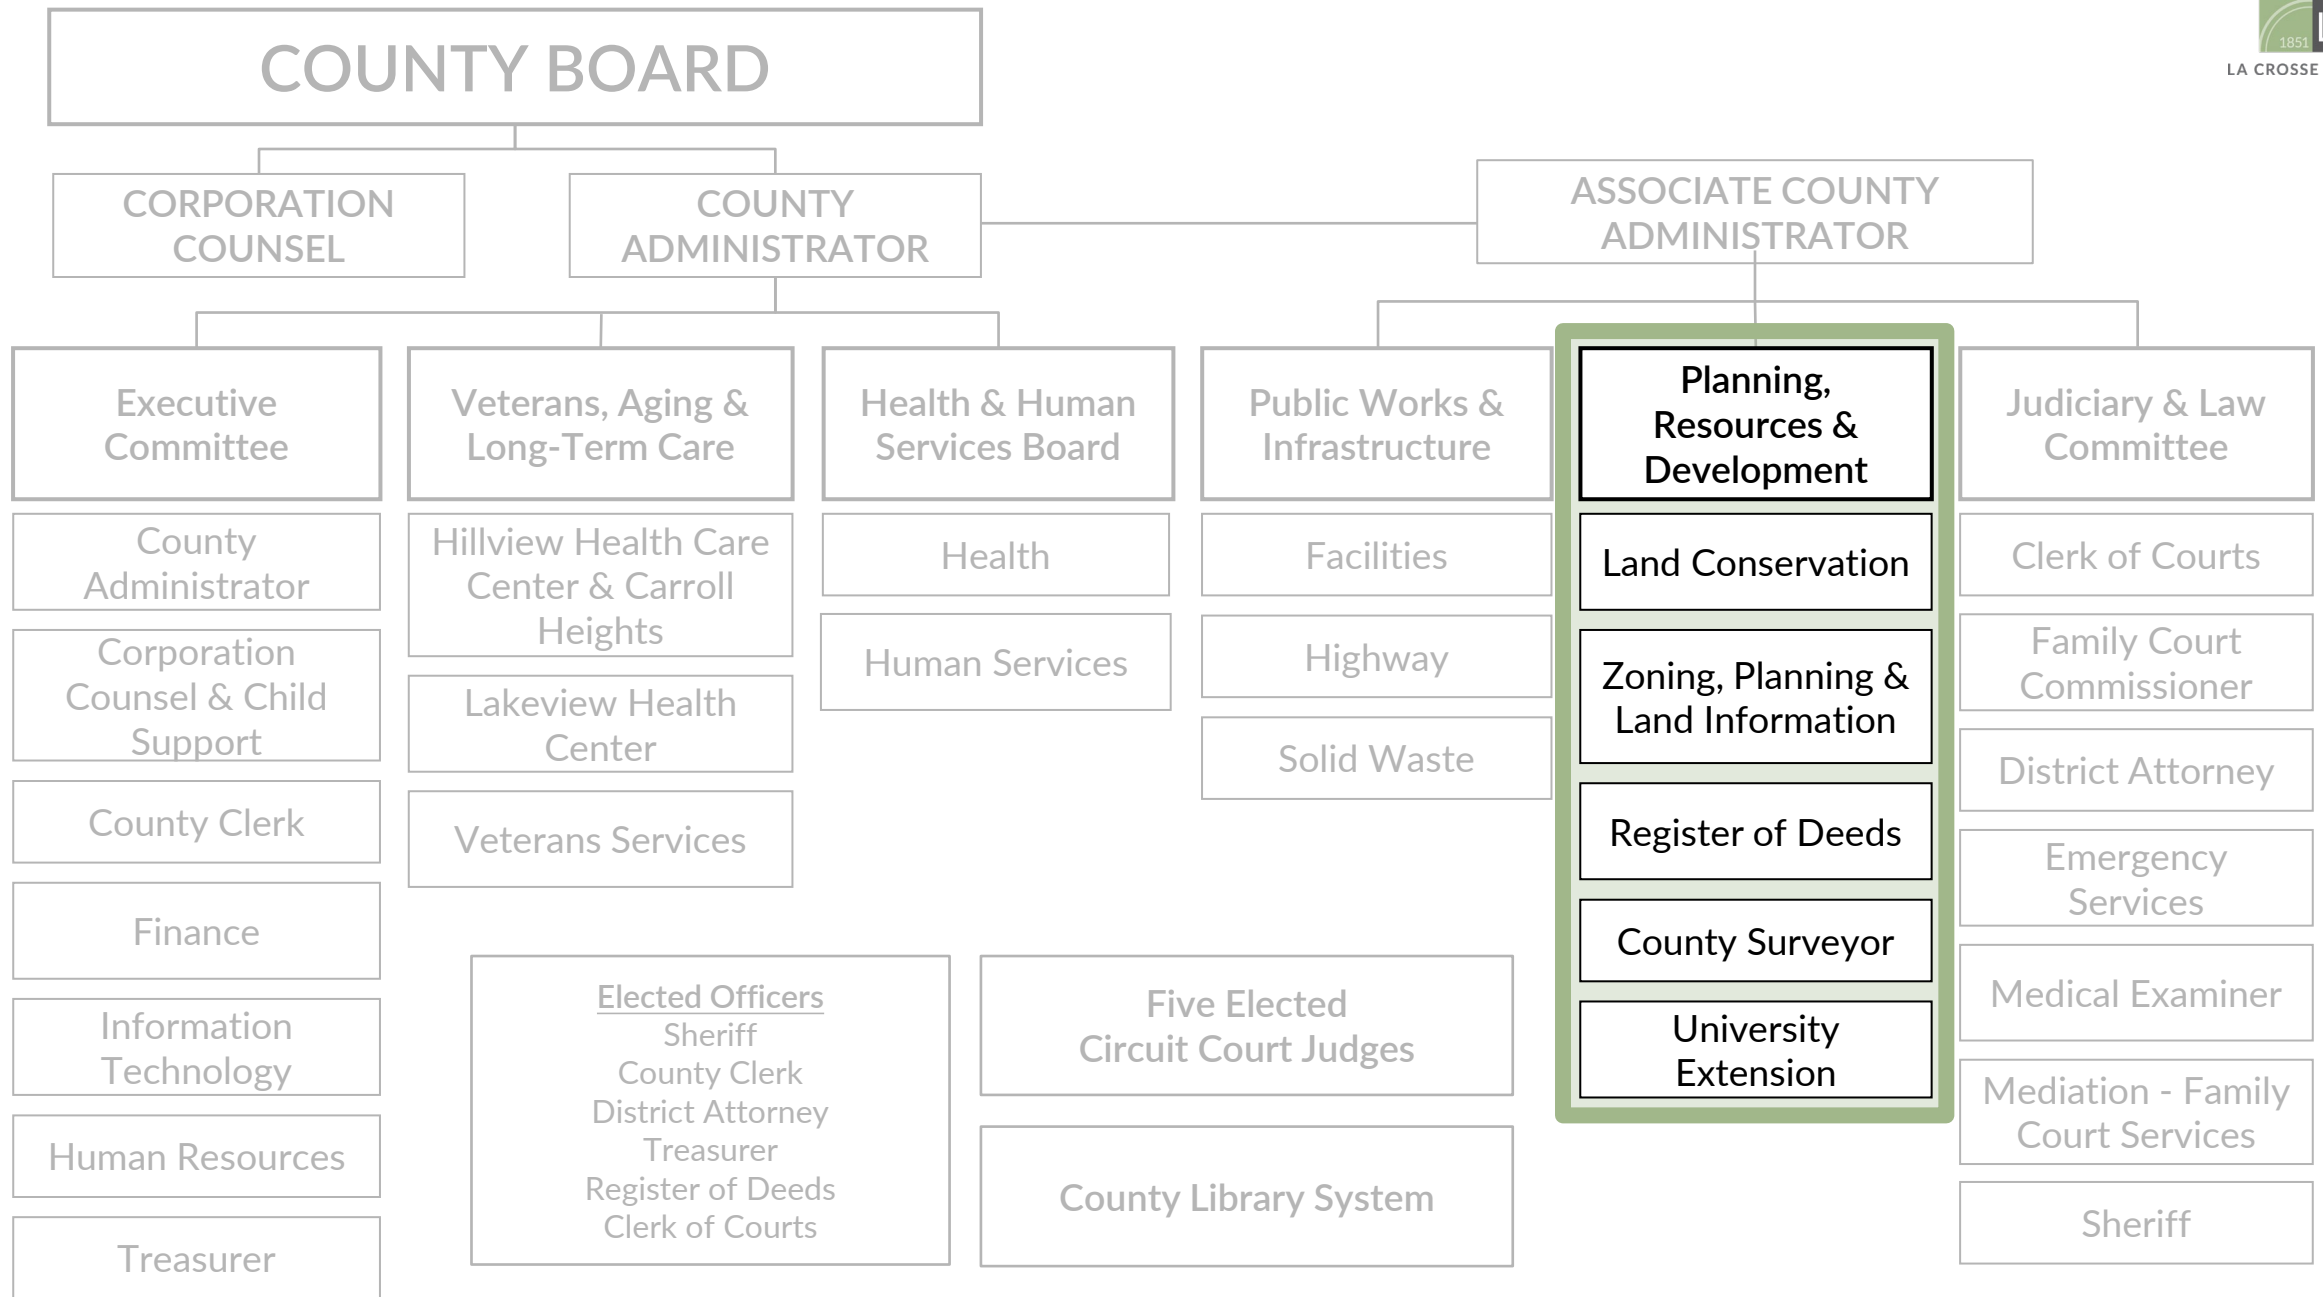 COUNTY BOARD
1851
LA CROSSE
CORPORATION
COUNSEL
COUNTY
ADMINISTRATOR
ASSOCIATE COUNTY
ADMINISTRATOR
Executive
Committee
County
Administrator
Corporation
Counsel & Child
Support
County Clerk
Finance
Information
Technology
Human Resources
Treasurer
Veterans, Aging &
Long-Term Care
Hillview Health Care
Center & Carroll
Heights
Lakeview Health
Center
Veterans Services
Health & Human
Services Board
Health
Human Services
Public Works &
Infrastructure
Facilities
Highway
Solid Waste
Planning,
Resources &
Development
Land Conservation
Zoning, Planning &
Land Information
Register of Deeds
County Surveyor
University
Extension
Judiciary & Law
Committee
Clerk of Courts
Family Court
Commissioner
District Attorney
Emergency
Services
Medical Examiner
Mediation - Family
Court Services
Sheriff
Elected Officers
Sheriff
County Clerk
District Attorney
Treasurer
Register of Deeds
Clerk of Courts
Five Elected
Circuit Court Judges
County Library System